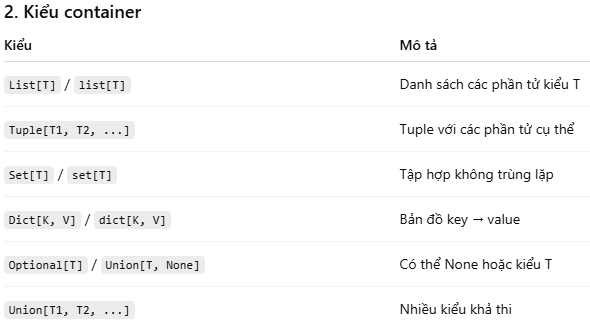 2. Kiểu container
Kiểu Mô tả
List[T] / list[T] Danh sách các phần tử kiểu T
Tuple[T1, T2, ...] Tuple với các phần tử cụ thể
Set[T] / set[T] Tập hợp không trùng lặp
Dict[K, V] / dict[K, V] Bản đồ key → value
Optional[T] / Union[T, None] Có thể None hoặc kiểu T
Union[T1, T2, ...] Nhiều kiểu khả thi